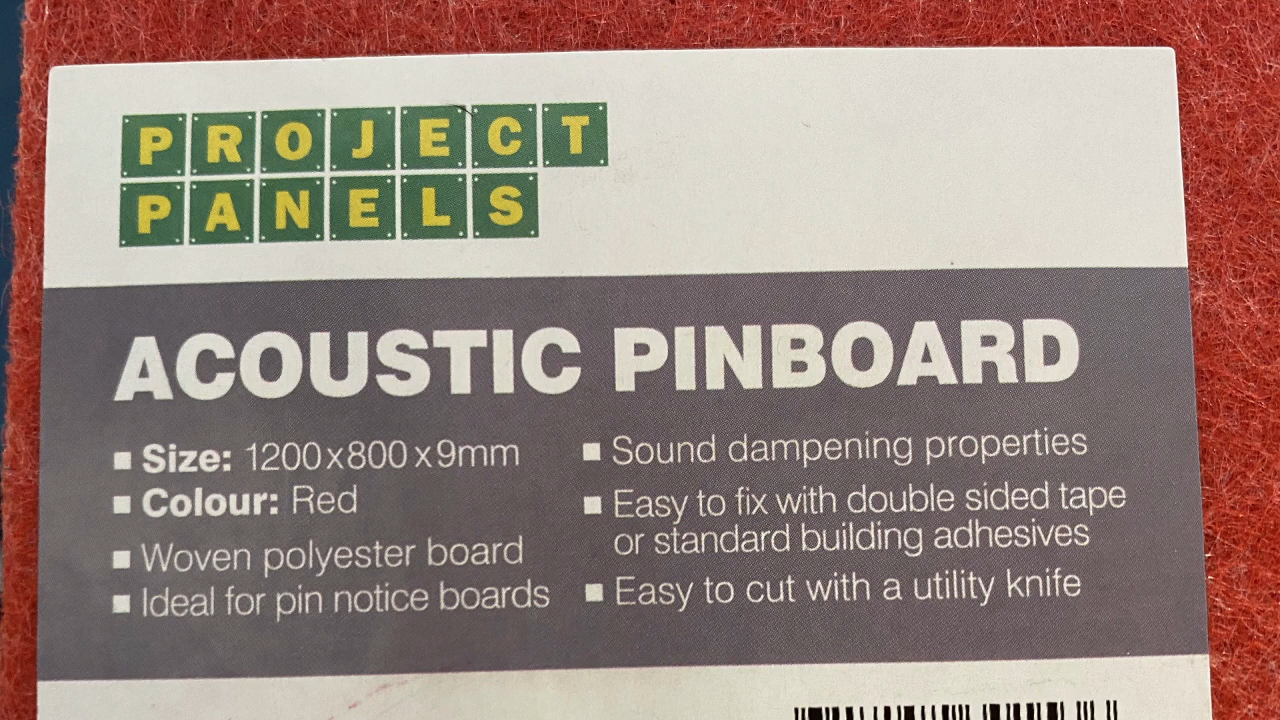 PROJECT
PANELS
ACOUSTIC PINBOARD
Size: 1200x800x9mm
Colour: Red
Woven polyester board
Ideal for pin notice boards
Sound dampening properties
Easy to fix with double sided tape
or standard building adhesives
Easy to cut with a utility knife